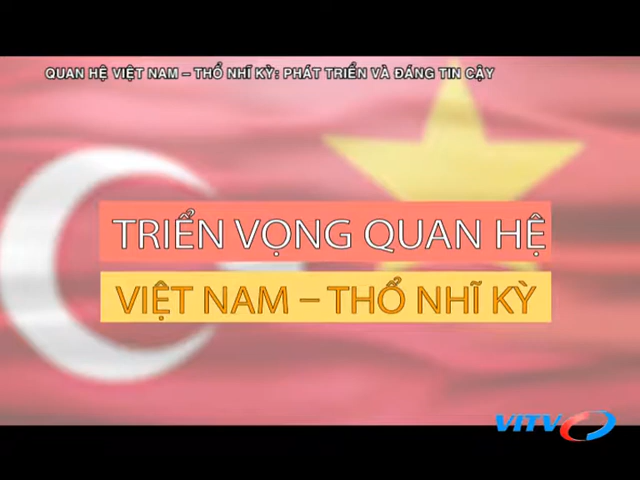 QUAN HỆ VIỆT NAM – THỔ NHĨ KỲ: PHÁT TRIỂN VÀ ĐÁNG TIN CẬY
TRIỂN VỌNG QUAN HỆ
VIỆT NAM – THỔ NHĨ KỲ
VITV